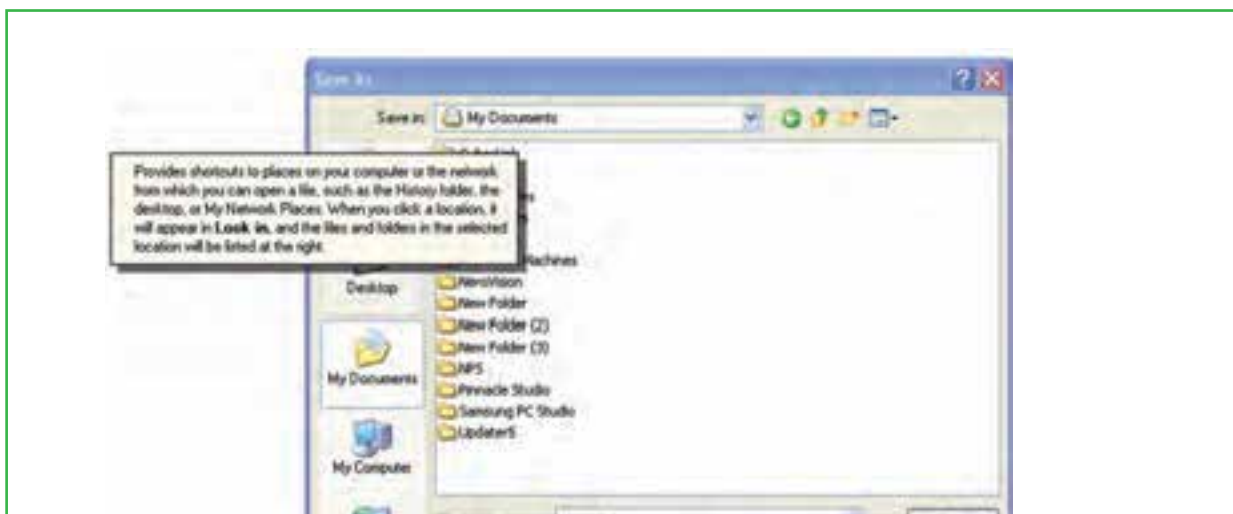 Save As
Save in: My Documents
Provides shortcuts to places on your computer or the network
from which you can open a file, such as the History folder, the
desktop, or My Network Places. When you click a location, it
will appear in Look in, and the files and folders in the selected
location will be listed at the right.
Machines
Desktop
NeroVision
New Folder
New Folder (2)
New Folder (3)
My Documents
NPS
Pinnacle Studio
Samsung PC Studio
Updater5
My Computer